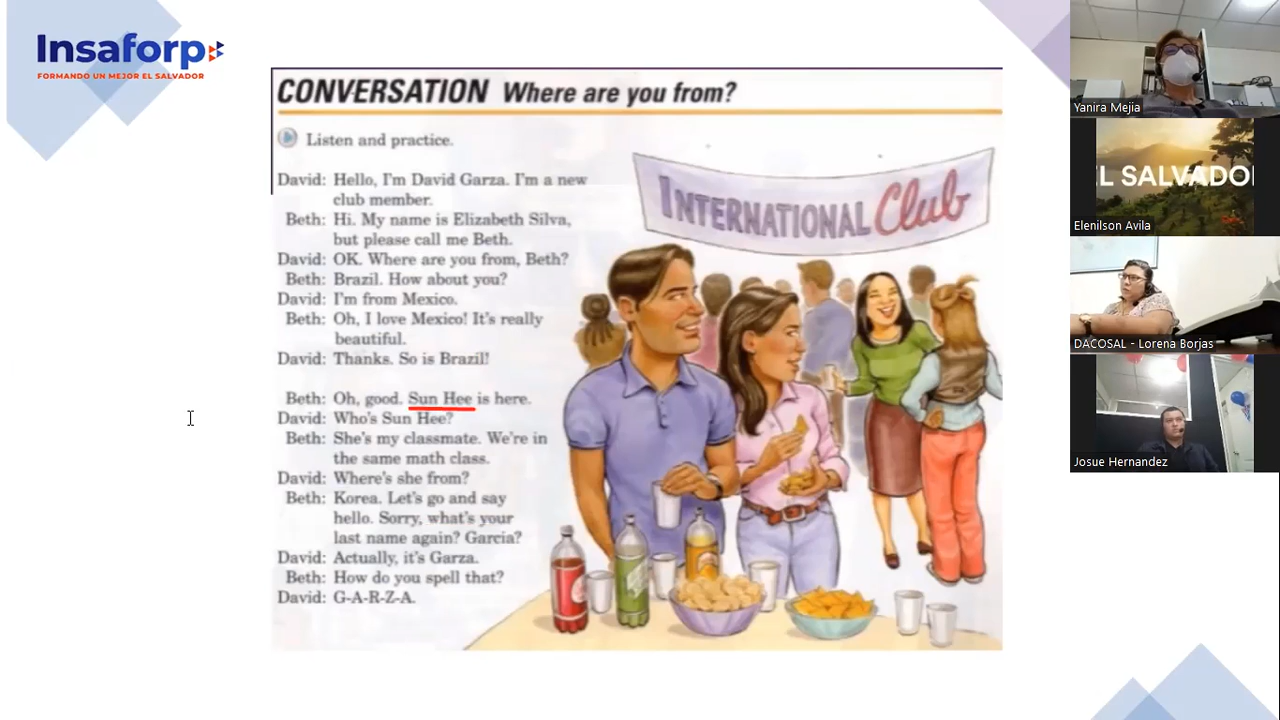 Insaforp
FORMANDO UN MEJOR EL SALVADOR
CONVERSATION Where are you from?
Listen and practice.
David: Hello, I'm David Garza. I'm a new
club member.
Beth: Hi. My name is Elizabeth Silva,
but please call me Beth.
David: OK. Where are you from, Beth?
Beth: Brazil. How about you?
David: I'm from Mexico.
Beth: Oh, I love Mexico! It's really
beautiful.
David: Thanks. So is Brazil!
Beth: Oh, good. Sun Hee is here.
David: Who's Sun Hee?
Beth: She's my classmate. We're in
the same math class.
David: Where's she from?
Beth: Korea. Let's go and say
hello. Sorry, what's your
last name again? Garcia?
David: Actually, it's Garza.
Beth: How do you spell that?
David: G-A-R-Z-A.
INTERNATIONAL Club
Yanira Mejia
EL SALVADO
Elenilson Avila
DACOSAL - Lorena Borjas
Josue Hernandez